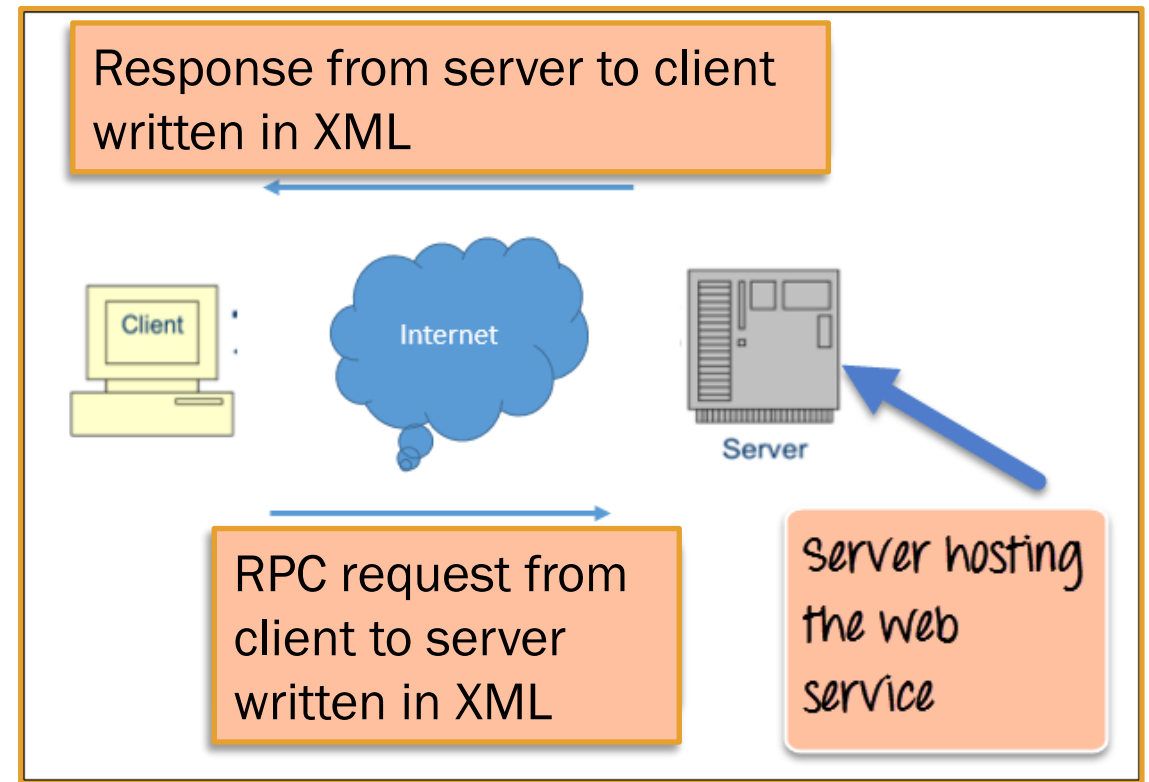 Response from server to client
written in XML
Client
Internet
Server
RPC request from
client to server
written in XML
Server hosting
the web
service